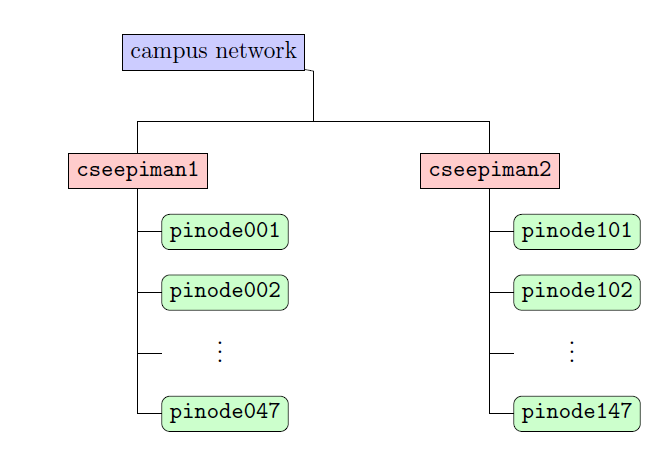 campus network
cseepiman1
cseepiman2
pinode001
pinode101
pinode002
pinode102
⋮
⋮
pinode047
pinode147